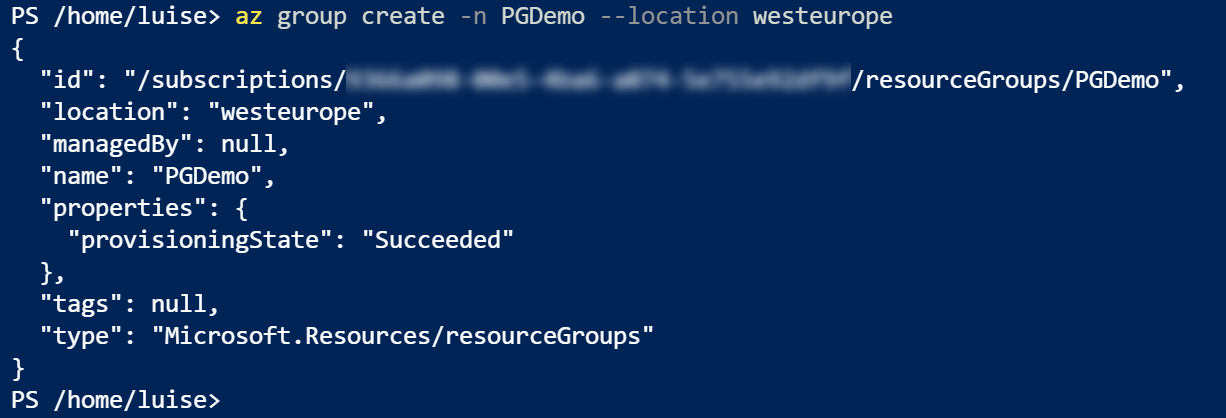 PS /home/luise> az group create -n PGDemo --location westeurope
{
  "id": "/subscriptions/ /resourceGroups/PGDemo",
  "location": "westeurope",
  "managedBy": null,
  "name": "PGDemo",
  "properties": {
    "provisioningState": "Succeeded"
  },
  "tags": null,
  "type": "Microsoft.Resources/resourceGroups"
}
PS /home/luise>